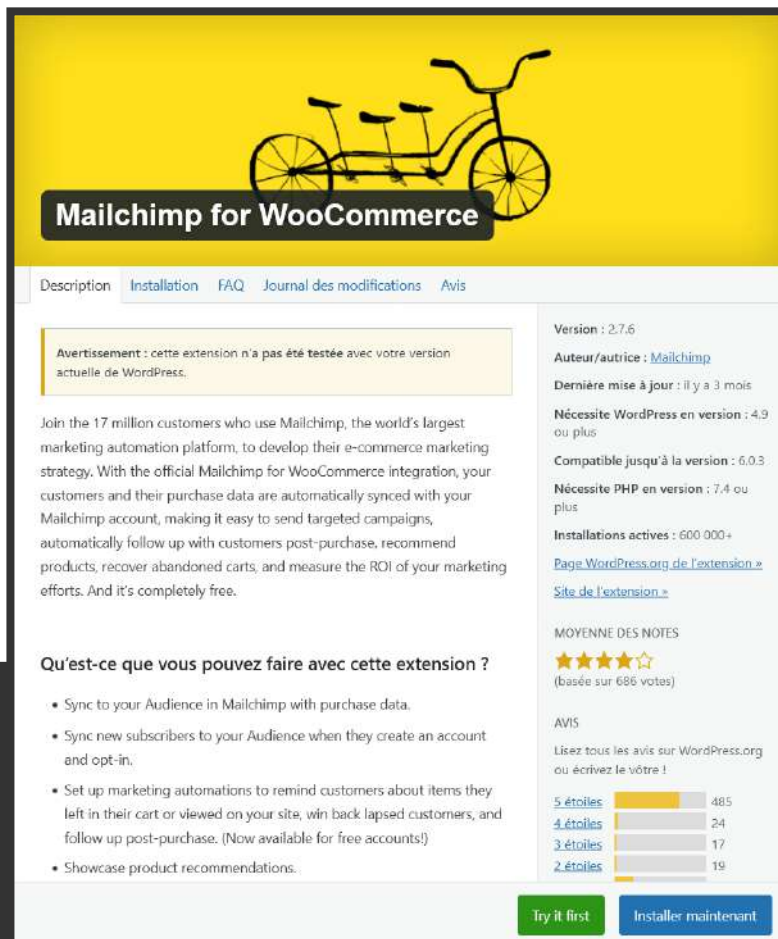 Mailchimp for WooCommerce
Description Installation FAQ Journal des modifications Avis
Avertissement : cette extension n'a pas été testée avec votre version
actuelle de WordPress.
Join the 17 million customers who use Mailchimp, the world's largest
marketing automation platform, to develop their e-commerce marketing
strategy. With the official Mailchimp for WooCommerce integration, your
customers and their purchase data are automatically synced with your
Mailchimp account, making it easy to send targeted campaigns,
automatically follow up with customers post-purchase, recommend
products, recover abandoned carts, and measure the ROI of your marketing
efforts. And it's completely free.
Qu'est-ce que vous pouvez faire avec cette extension ?
• Sync to your Audience in Mailchimp with purchase data.
• Sync new subscribers to your Audience when they create an account
and opt-in.
• Set up marketing automations to remind customers about items they
left in their cart or viewed on your site, win back lapsed customers, and
follow up post-purchase. (Now available for free accounts!)
• Showcase product recommendations.
Version : 2.7.6
Auteur/autrice : Mailchimp
Dernière mise à jour : il y a 3 mois
Nécessite WordPress en version : 4.9
ou plus
Compatible jusqu'à la version : 6.0.3
Nécessite PHP en version : 7.4 ou
plus
Installations actives : 600 000+
Page WordPress.org de l'extension »
Site de l'extension »
MOYENNE DES NOTES
(basée sur 686 votes)
AVIS
Lisez tous les avis sur WordPress.org
ou écrivez le vôtre !
5 étoiles 485
4 étoiles 24
3 étoiles 17
2 étoiles 19
Try it first Installer maintenant